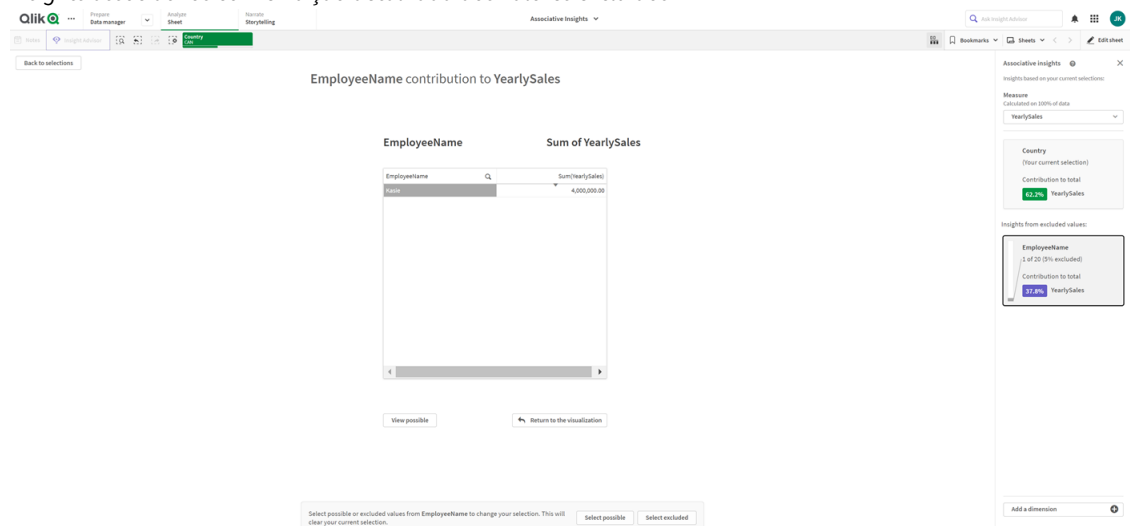 Qlik
Prepare
Data manager
Analyze
Sheet
Narrate
Storytelling
Associative Insights
Ask Insight Advisor
JK
Notes
Insight Advisor
Country
CAN
Bookmarks
Sheets
Edit sheet
Back to selections
EmployeeName contribution to YearlySales
EmployeeName
Sum of YearlySales
EmployeeName
Sum(YearlySales)
Kasie
4,000,000.00
View possible
Return to the visualization
Select possible or excluded values from EmployeeName to change your selection. This will
clear your current selection.
Select possible
Select excluded
Associative insights
Insights based on your current selections:
Measure
Calculated on 100% of data
YearlySales
Country
(Your current selection)
Contribution to total
62.2% YearlySales
Insights from excluded values:
EmployeeName
1 of 20 (5% excluded)
Contribution to total
37.8% YearlySales
Add a dimension